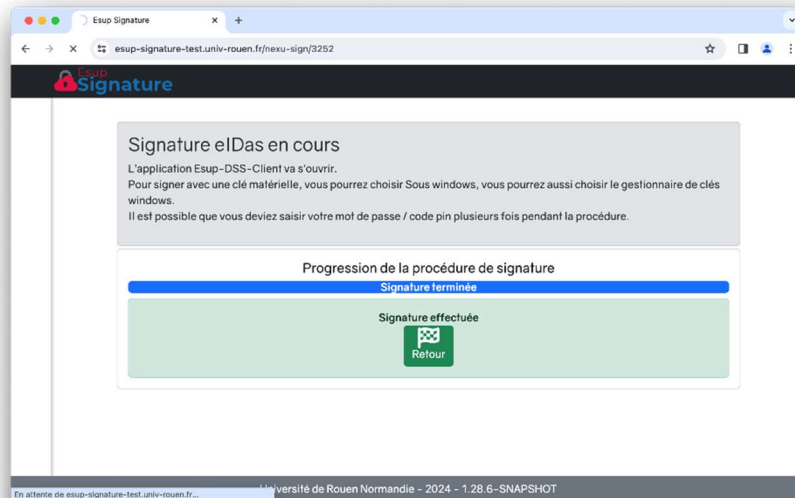 Esup Signature
esup-signature-test.univ-rouen.fr/nexu-sign/3252
Esup
Signature
Signature eIDas en cours
L'application Esup-DSS-Client va s'ouvrir.
Pour signer avec une clé matérielle, vous pourrez choisir Sous windows, vous pourrez aussi choisir le gestionnaire de clés
windows.
Il est possible que vous deviez saisir votre mot de passe / code pin plusieurs fois pendant la procédure.
Progression de la procédure de signature
Signature terminée
Signature effectuée
Retour
En attente de esup-signature-test.univ-rouen.fr...
de Rouen Normandie - 2024 - 1.28.6-SNAPSHOT